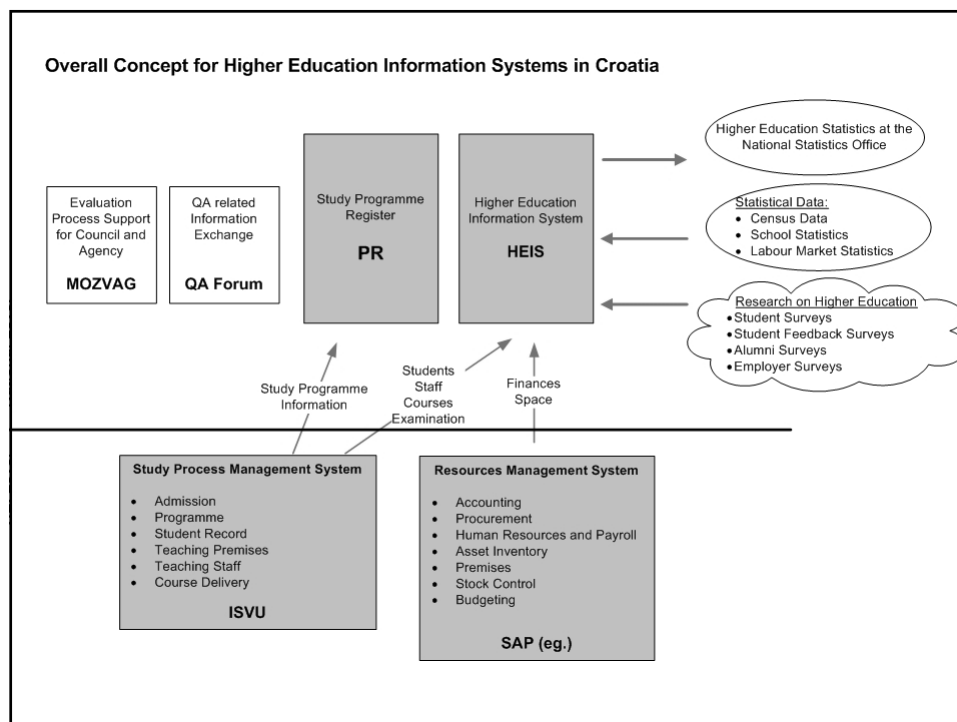 Overall Concept for Higher Education Information Systems in Croatia
Evaluation
Process Support
for Council and
Agency
MOZVAG
QA related
Information
Exchange
QA Forum
Study Programme
Register
PR
Higher Education
Information System
HEIS
Higher Education Statistics at the
National Statistics Office
Statistical Data:
• Census Data
• School Statistics
• Labour Market Statistics
Research on Higher Education
•Student Surveys
•Student Feedback Surveys
•Alumni Surveys
•Employer Surveys
Study Programme
Information
Students
Staff
Courses
Examination
Finances
Space
Study Process Management System
• Admission
• Programme
• Student Record
• Teaching Premises
• Teaching Staff
• Course Delivery
ISVU
Resources Management System
• Accounting
• Procurement
• Human Resources and Payroll
• Asset Inventory
• Premises
• Stock Control
• Budgeting
SAP (eg.)